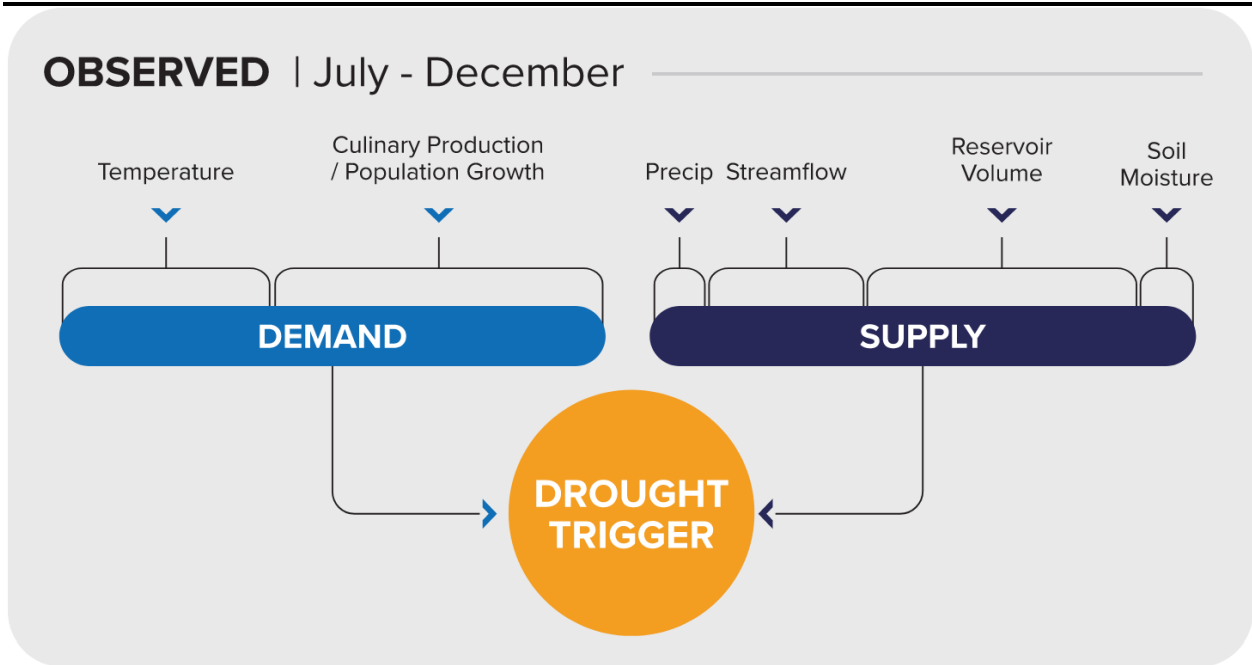 OBSERVED | July - December
Temperature
Culinary Production
/ Population Growth
Precip
Streamflow
Reservoir
Volume
Soil
Moisture
DEMAND
SUPPLY
DROUGHT
TRIGGER